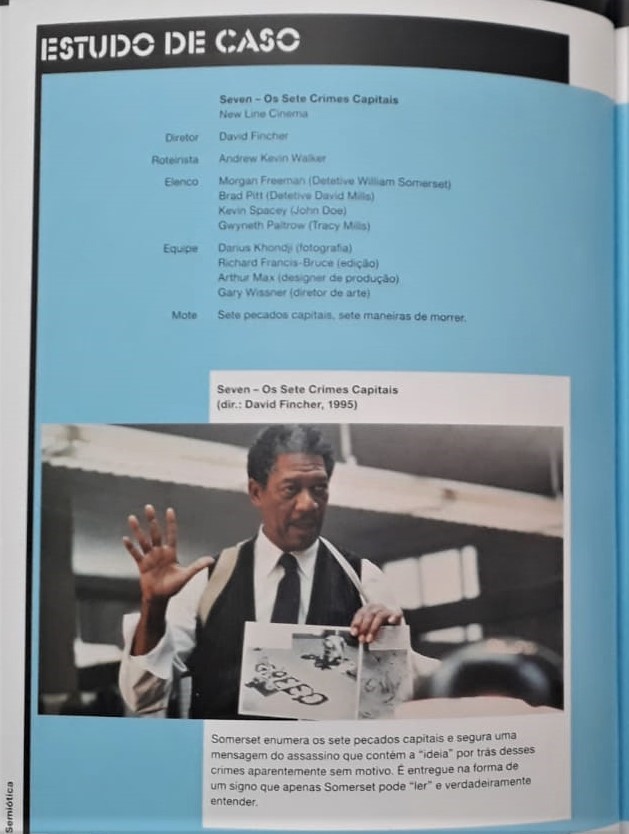 ESTUDO DE CASO
Seven – Os Sete Crimes Capitais
New Line Cinema
Diretor David Fincher
Roteirista Andrew Kevin Walker
Elenco Morgan Freeman (Detetive William Somerset)
Brad Pitt (Detetive David Mills)
Kevin Spacey (John Doe)
Gwyneth Paltrow (Tracy Mills)
Equipe Darius Khondji (fotografia)
Richard Francis-Bruce (edição)
Arthur Max (designer de produção)
Gary Wissner (diretor de arte)
Mote Sete pecados capitais, sete maneiras de morrer.
Seven – Os Sete Crimes Capitais
(dir.: David Fincher, 1995)
GREED
Somerset enumera os sete pecados capitais e segura uma
mensagem do assassino que contém a “ideia” por trás desses
crimes aparentemente sem motivo. É entregue na forma de
um signo que apenas Somerset pode “ler” e verdadeiramente
entender.
Semiótica